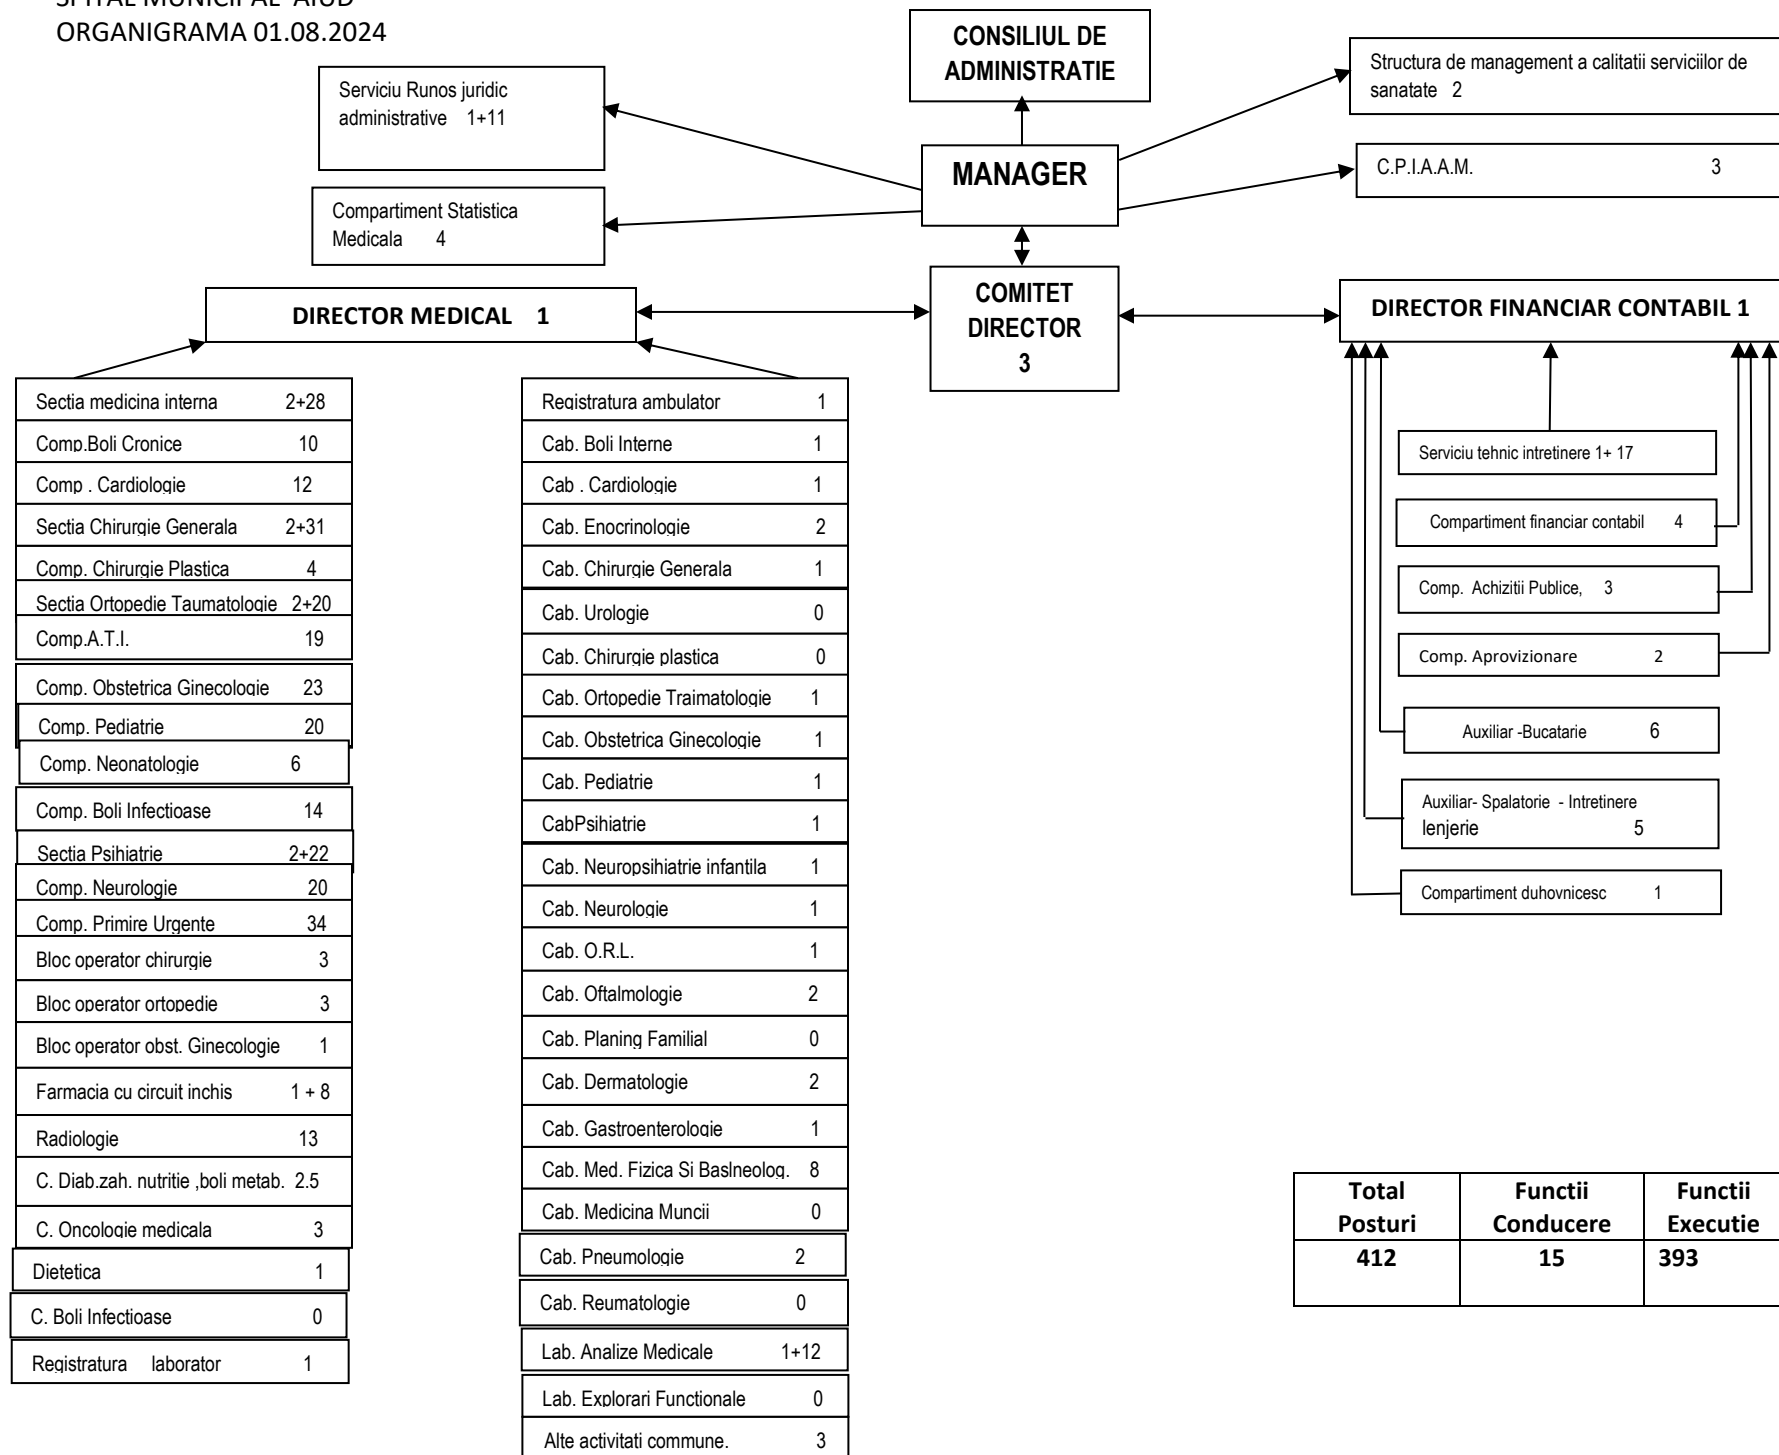 SPITAL MUNICIPAL AIUD
ORGANIGRAMA 01.08.2024
CONSILIUL DE
ADMINISTRATIE
Structura de management a calitatii serviciilor de
sanatate 2
Serviciu Runos juridic
administrative 1+11
MANAGER
C.P.I.A.A.M. 3
Compartiment Statistica
Medicala 4
COMITET
DIRECTOR
3
DIRECTOR MEDICAL 1
DIRECTOR FINANCIAR CONTABIL 1
Sectia medicina interna 2+28
Comp.Boli Cronice 10
Comp . Cardiologie 12
Sectia Chirurgie Generala 2+31
Comp. Chirurgie Plastica 4
Sectia Ortopedie Taumatologie 2+20
Comp.A.T.I. 19
Comp. Obstetrica Ginecologie 23
Comp. Pediatrie 20
Comp. Neonatologie 6
Comp. Boli Infectioase 14
Sectia Psihiatrie 2+22
Comp. Neurologie 20
Comp. Primire Urgente 34
Bloc operator chirurgie 3
Bloc operator ortopedie 3
Bloc operator obst. Ginecologie 1
Farmacia cu circuit inchis 1 + 8
Radiologie 13
C. Diab.zah. nutritie ,boli metab. 2.5
C. Oncologie medicala 3
Dietetica 1
C. Boli Infectioase 0
Registratura laborator 1
Registratura ambulator 1
Cab. Boli Interne 1
Cab . Cardiologie 1
Cab. Enocrinologie 2
Cab. Chirurgie Generala 1
Cab. Urologie 0
Cab. Chirurgie plastica 0
Cab. Ortopedie Traimatologie 1
Cab. Obstetrica Ginecologie 1
Cab. Pediatrie 1
CabPsihiatrie 1
Cab. Neuropsihiatrie infantila 1
Cab. Neurologie 1
Cab. O.R.L. 1
Cab. Oftalmologie 2
Cab. Planing Familial 0
Cab. Dermatologie 2
Cab. Gastroenterologie 1
Cab. Med. Fizica Si Baslneolog. 8
Cab. Medicina Muncii 0
Cab. Pneumologie 2
Cab. Reumatologie 0
Lab. Analize Medicale 1+12
Lab. Explorari Functionale 0
Alte activitati commune. 3
Serviciu tehnic intretinere 1+ 17
Compartiment financiar contabil 4
Comp. Achizitii Publice, 3
Comp. Aprovizionare 2
Auxiliar -Bucatarie 6
Auxiliar- Spalatorie - Intretinere
lenjerie 5
Compartiment duhovnicesc 1
Total Functii Functii
Posturi Conducere Executie
412 15 393